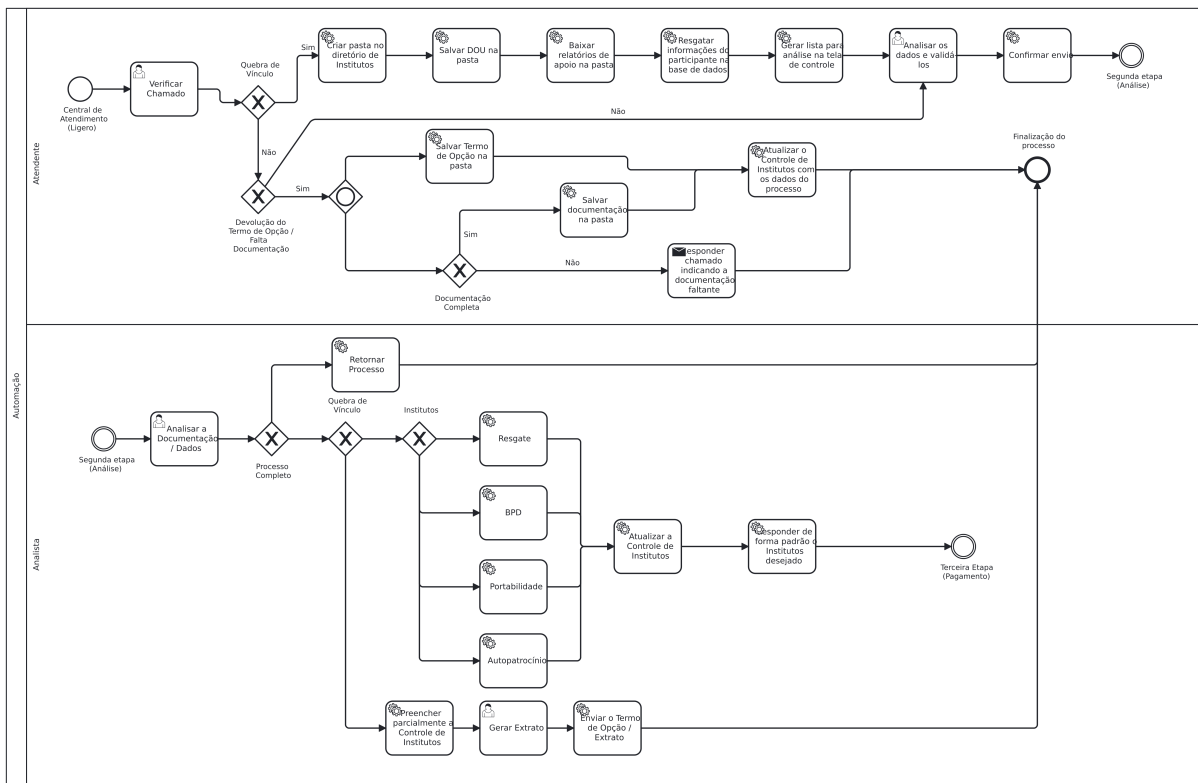 Automação
Atendente
Central de
Atendimento
(Ligero)
Verificar
Chamado
Quebra de
Vínculo
Sim
Criar pasta no
diretório de
Institutos
Salvar DOU na
pasta
Baixar
relatórios de
apoio na pasta
Resgatar
informações do
participante na
base de dados
Gerar lista para
análise na tela
de controle
Analisar os
dados e validá
los
Confirmar envio
Segunda etapa
(Análise)
Não
Não
Devolução do
Termo de Opção /
Falta
Documentação
Sim
Salvar Termo
de Opção na
pasta
Salvar
documentação
na pasta
Sim
Documentação
Completa
Não
Responder
chamado
indicando a
documentação
faltante
Atualizar o
Controle de
Institutos com
os dados do
processo
Finalização do
processo
Analista
Segunda etapa
(Análise)
Analisar a
Documentação
/ Dados
Processo
Completo
Retornar
Processo
Quebra de
Vínculo
Institutos
Resgate
BPD
Portabilidade
Autopatrocínio
Atualizar a
Controle de
Institutos
Responder de
forma padrão o
Institutos
desejado
Terceira Etapa
(Pagamento)
Preencher
parcialmente a
Controle de
Institutos
Gerar Extrato
Enviar o Termo
de Opção /
Extrato